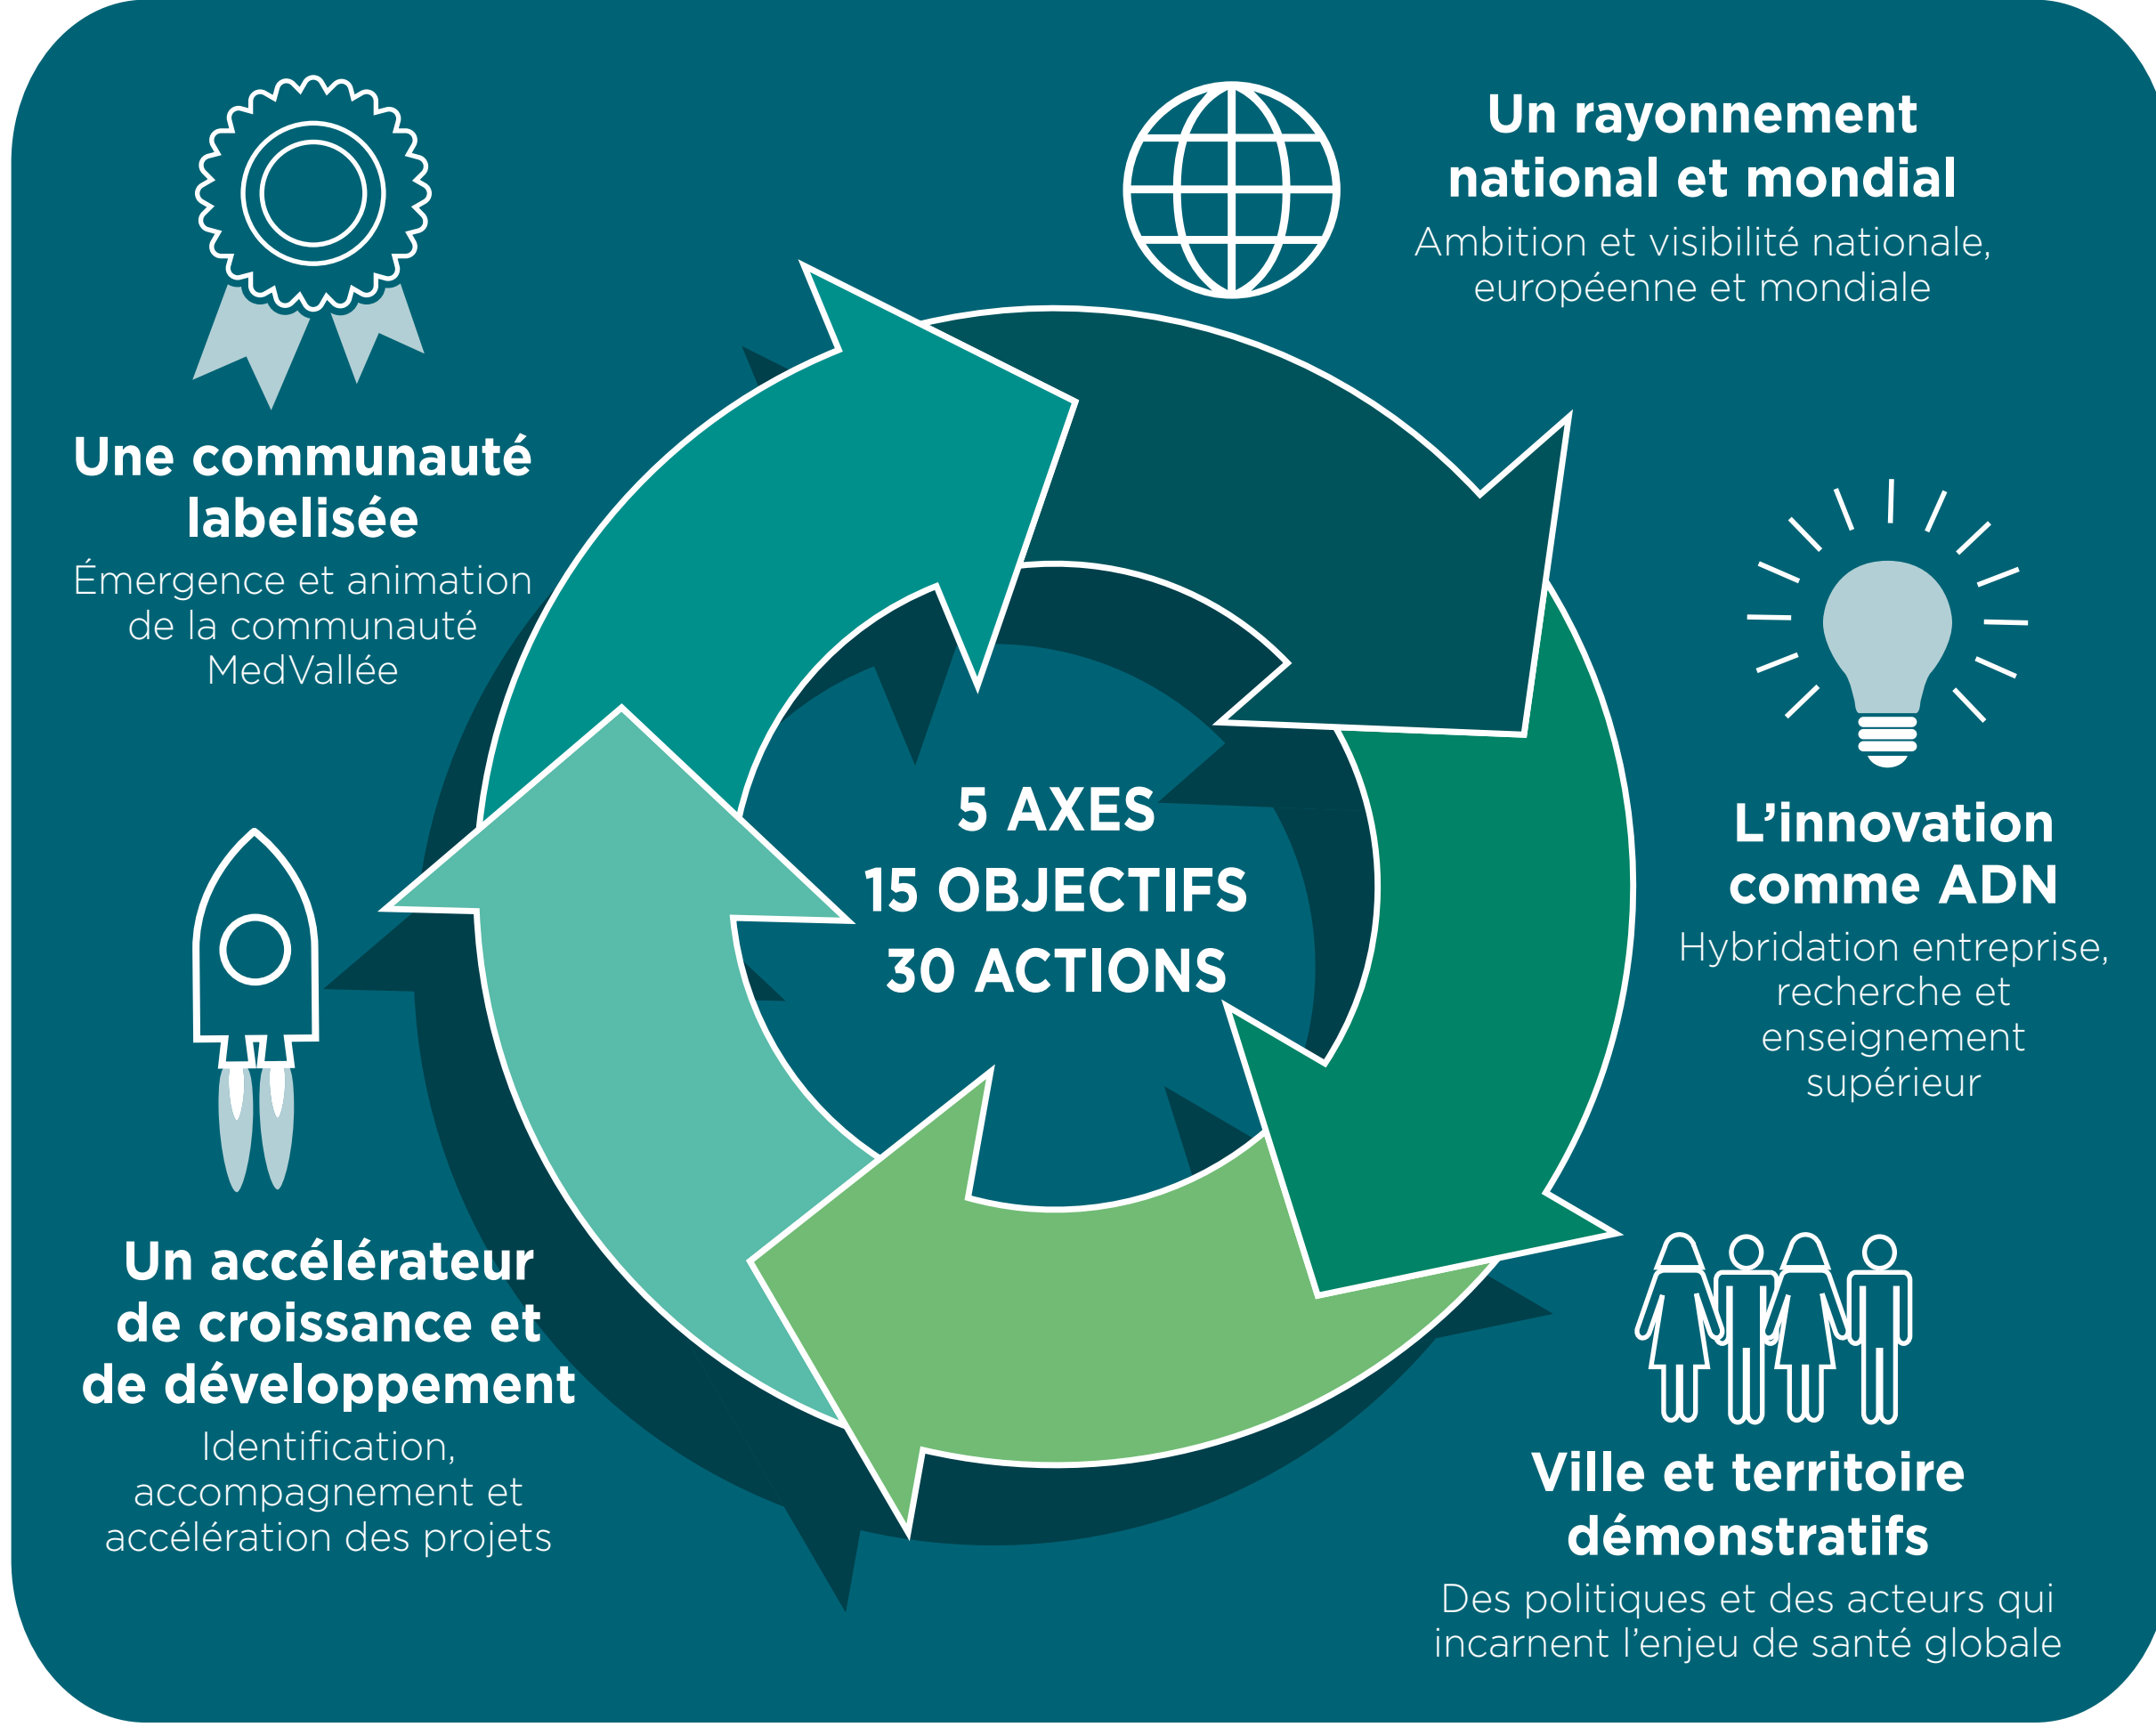 Une communauté
labelisée
Émergence et animation
de la communauté
MedVallée
Un rayonnement
national et mondial
Ambition et visibilité nationale,
européenne et mondiale
L’innovation
comme ADN
Hybridation entreprise,
recherche et
enseignement
supérieur
5 AXES
15 OBJECTIFS
30 ACTIONS
Un accélérateur
de croissance et
de développement
Identification,
accompagnement et
accélération des projets
Ville et territoire
démonstratifs
Des politiques et des acteurs qui
incarnent l’enjeu de santé globale